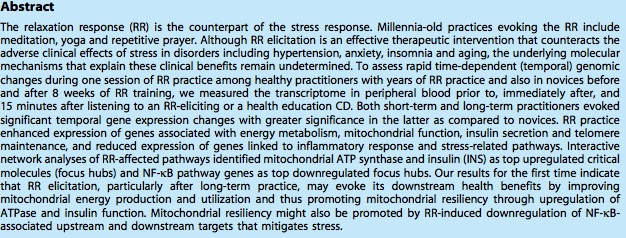 Abstract
The relaxation response (RR) is the counterpart of the stress response. Millennia-old practices evoking the RR include
meditation, yoga and repetitive prayer. Although RR elicitation is an effective therapeutic intervention that counteracts the
adverse clinical effects of stress in disorders including hypertension, anxiety, insomnia and aging, the underlying molecular
mechanisms that explain these clinical benefits remain undetermined. To assess rapid time-dependent (temporal) genomic
changes during one session of RR practice among healthy practitioners with years of RR practice and also in novices before
and after 8 weeks of RR training, we measured the transcriptome in peripheral blood prior to, immediately after, and
15 minutes after listening to an RR-eliciting or a health education CD. Both short-term and long-term practitioners evoked
significant temporal gene expression changes with greater significance in the latter as compared to novices. RR practice
enhanced expression of genes associated with energy metabolism, mitochondrial function, insulin secretion and telomere
maintenance, and reduced expression of genes linked to inflammatory response and stress-related pathways. Interactive
network analyses of RR-affected pathways identified mitochondrial ATP synthase and insulin (INS) as top upregulated critical
molecules (focus hubs) and NF-κB pathway genes as top downregulated focus hubs. Our results for the first time indicate
that RR elicitation, particularly after long-term practice, may evoke its downstream health benefits by improving
mitochondrial energy production and utilization and thus promoting mitochondrial resiliency through upregulation of
ATPase and insulin function. Mitochondrial resiliency might also be promoted by RR-induced downregulation of NF-κB-
associated upstream and downstream targets that mitigates stress.